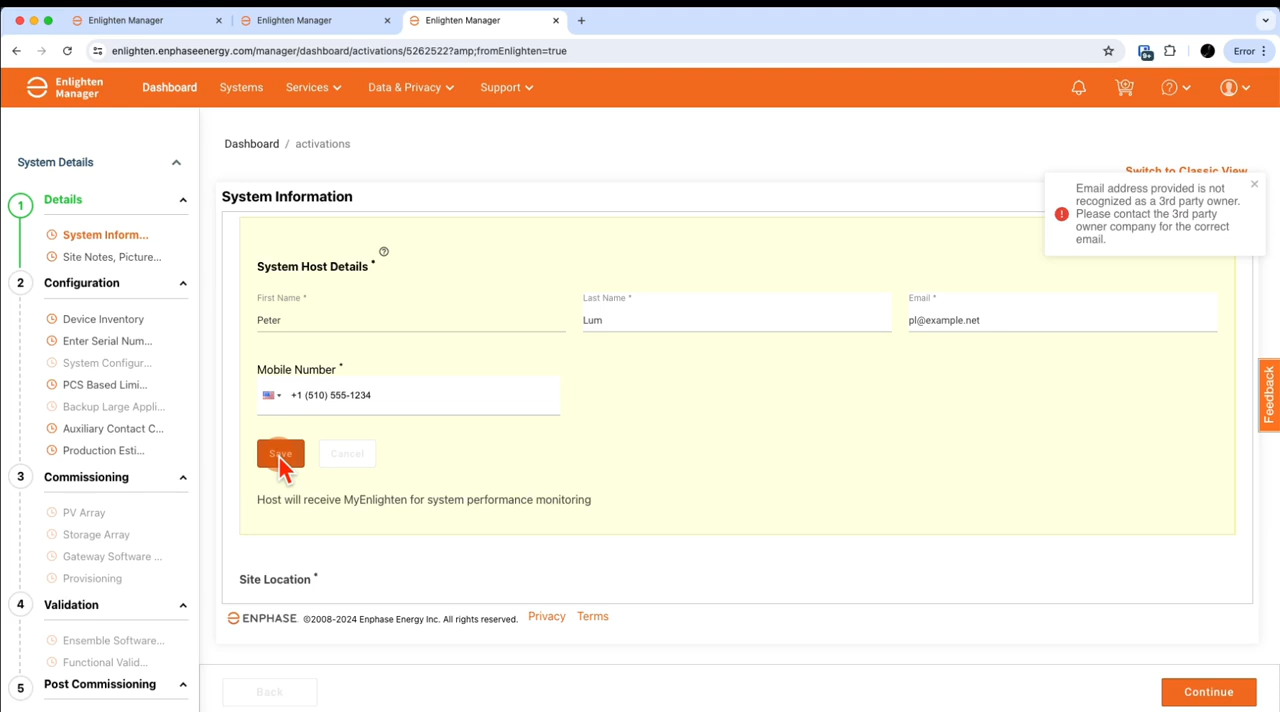 Enlighten Manager
Enlighten Manager
Enlighten Manager
enlighten.enphaseenergy.com/manager/dashboard/activations/5262522?amp;fromEnlighten=true
9+
Error
Enlighten
Manager
Dashboard
Systems
Services
Data & Privacy
Support
System Details
Dashboard / activations
Switch to Classic View
Email address provided is not
recognized as a 3rd party owner.
Please contact the 3rd party
owner company for the correct
email.
1
Details
System Inform...
Site Notes, Picture...
2
Configuration
Device Inventory
Enter Serial Num...
System Configur...
PCS Based Limi...
Backup Large Appli...
Auxiliary Contact C...
Production Esti...
3
Commissioning
PV Array
Storage Array
Gateway Software ...
Provisioning
4
Validation
Ensemble Software...
Functional Valid...
5
Post Commissioning
System Information
System Host Details *
First Name *
Peter
Last Name *
Lum
Email *
pl@example.net
Mobile Number *
+1 (510) 555-1234
Save
Cancel
Host will receive MyEnlighten for system performance monitoring
Site Location *
ENPHASE ©2008-2024 Enphase Energy Inc. All rights reserved. Privacy Terms
Feedback
Back
Continue